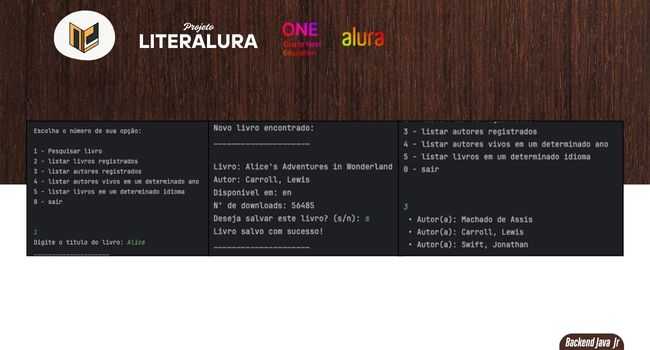 Projeto
LITERALURA
ONE
Oracle Next
Education
alura
Escolha o número de sua opção:
1 - Pesquisar livro
2 - listar livros registrados
3 - listar autores registrados
4 - listar autores vivos em um determinado ano
5 - listar livros em um determinado idioma
0 - sair
1
Digite o título do livro: Alice
____________________
Novo livro encontrado:
____________________
Livro: Alice's Adventures in Wonderland
Autor: Carroll, Lewis
Disponível em: en
N° de downloads: 56485
Deseja salvar este livro? (s/n): s
Livro salvo com sucesso!
____________________
3 - listar autores registrados
4 - listar autores vivos em um determinado ano
5 - listar livros em um determinado idioma
0 - sair
3
• Autor(a): Machado de Assis
• Autor(a): Carroll, Lewis
• Autor(a): Swift, Jonathan
Backend Java Jr